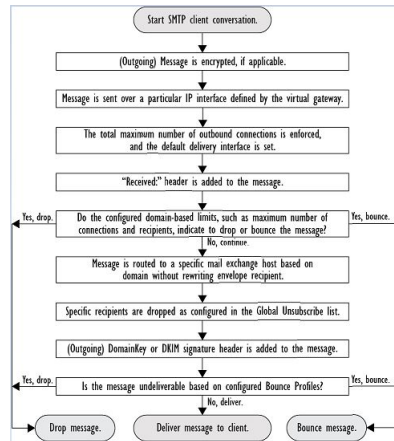 Start SMTP client conversation.
(Outgoing) Message is encrypted, if applicable.
Message is sent over a particular IP interface defined by the virtual gateway.
The total maximum number of outbound connections is enforced,
and the default delivery interface is set.
“Received:” header is added to the message.
Yes, drop.
Do the configured domain-based limits, such as maximum number of
connections and recipients, indicate to drop or bounce the message?
Yes, bounce.
No, continue.
Message is routed to a specific mail exchange host based on
domain without rewriting envelope recipient.
Specific recipients are dropped as configured in the Global Unsubscribe list.
(Outgoing) DomainKey or DKIM signature header is added to the message.
Yes, drop.
Is the message undeliverable based on configured Bounce Profiles?
Yes, bounce.
No, deliver.
Drop message.
Deliver message to client.
Bounce message.